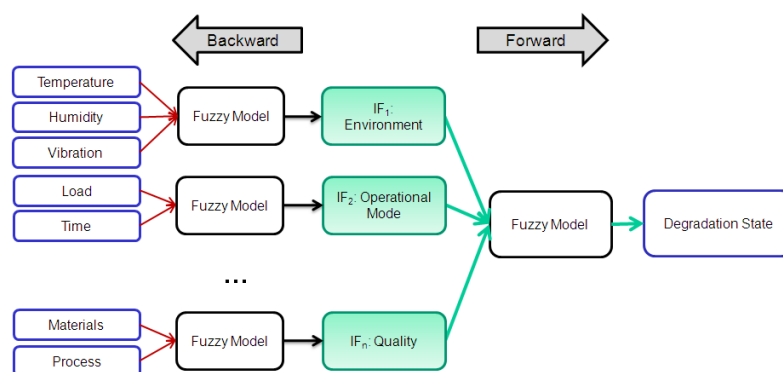 Backward
Forward
Temperature
Humidity
Vibration
Fuzzy Model
IF₁:
Environment
Load
Time
Fuzzy Model
IF₂: Operational
Mode
Fuzzy Model
Degradation State
...
Materials
Process
Fuzzy Model
IFₙ: Quality